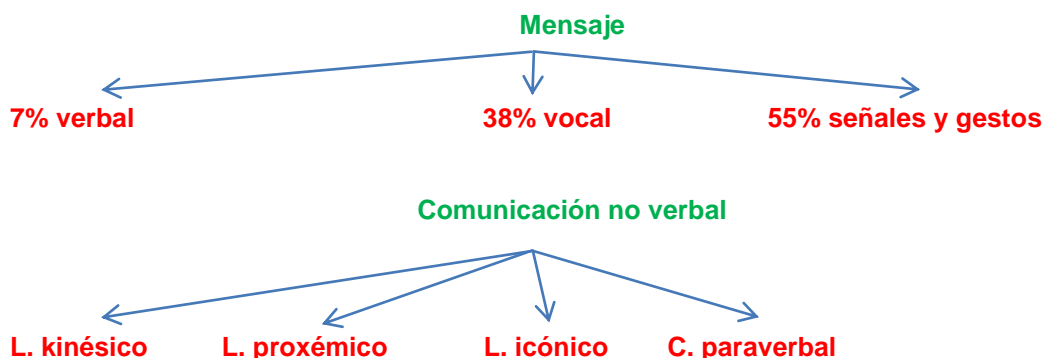 Mensaje
7% verbal 38% vocal 55% señales y gestos
Comunicación no verbal
L. kinésico L. proxémico L. icónico C. paraverbal